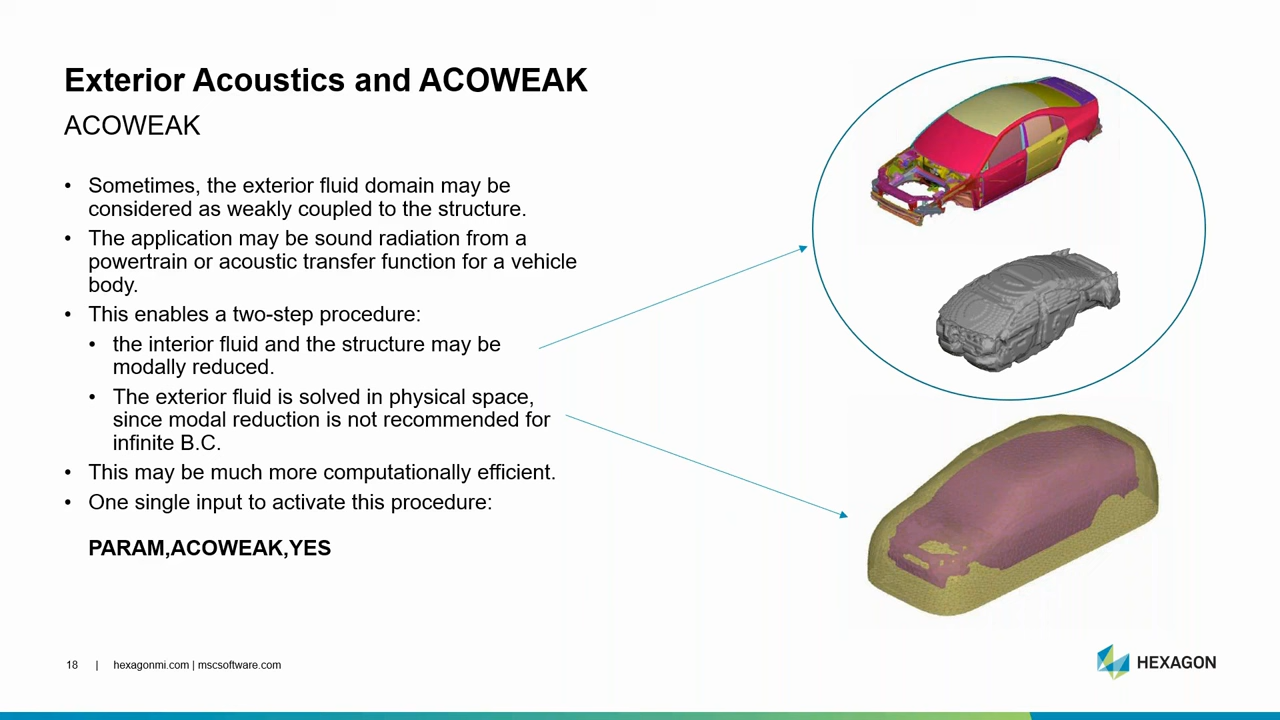 Exterior Acoustics and ACOWEAK
ACOWEAK
• Sometimes, the exterior fluid domain may be
considered as weakly coupled to the structure.
• The application may be sound radiation from a
powertrain or acoustic transfer function for a vehicle
body.
• This enables a two-step procedure:
• the interior fluid and the structure may be
modally reduced.
• The exterior fluid is solved in physical space,
since modal reduction is not recommended for
infinite B.C.
• This may be much more computationally efficient.
• One single input to activate this procedure:
PARAM,ACOWEAK,YES
18 | hexagonmi.com | mscsoftware.com
HEXAGON